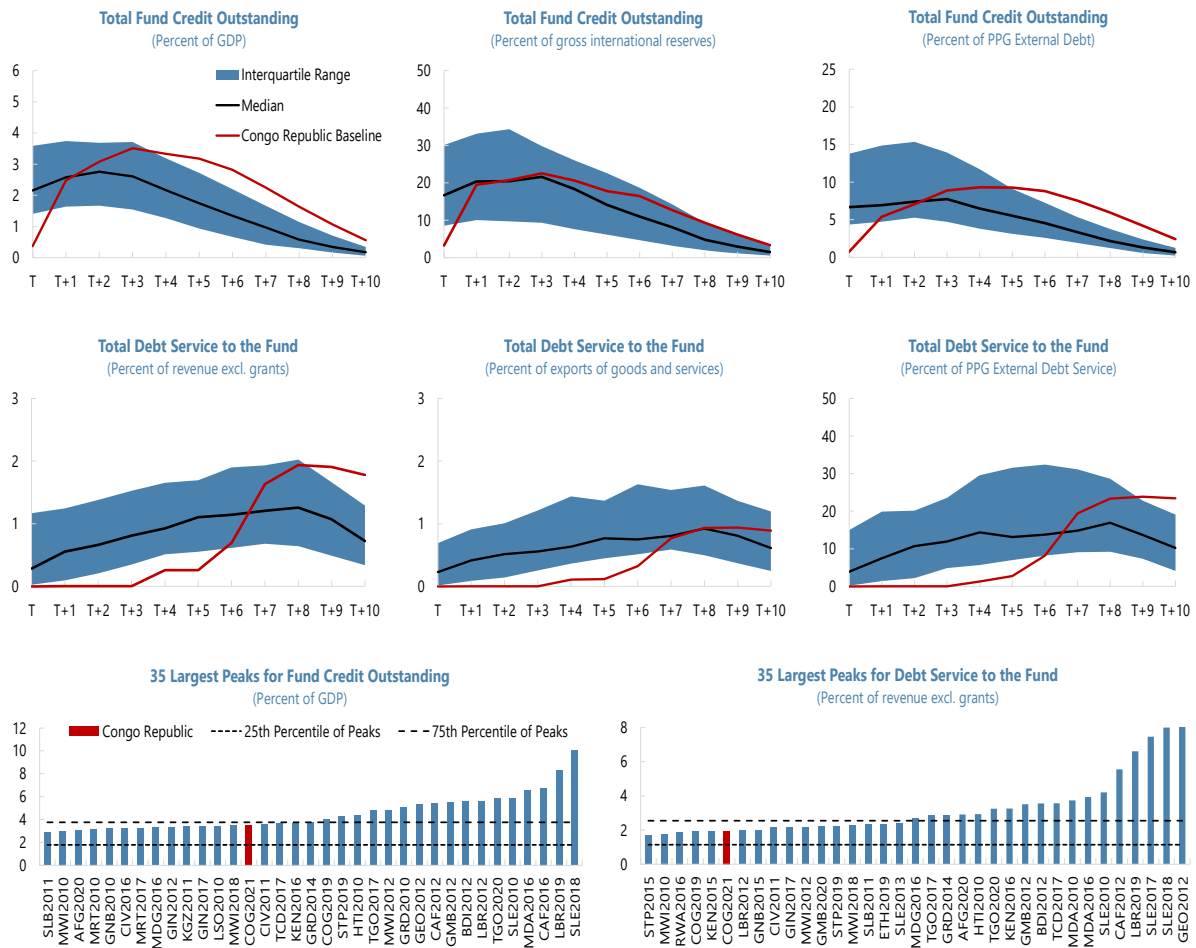 Total Fund Credit Outstanding
(Percent of GDP)
6
5
4
3
2
1
0
T T+1 T+2 T+3 T+4 T+5 T+6 T+7 T+8 T+9 T+10
Interquartile Range
Median
Congo Republic Baseline
Total Fund Credit Outstanding
(Percent of gross international reserves)
50
40
30
20
10
0
T T+1 T+2 T+3 T+4 T+5 T+6 T+7 T+8 T+9 T+10
Total Fund Credit Outstanding
(Percent of PPG External Debt)
25
20
15
10
5
0
T T+1 T+2 T+3 T+4 T+5 T+6 T+7 T+8 T+9 T+10
Total Debt Service to the Fund
(Percent of revenue excl. grants)
3
2
1
0
T T+1 T+2 T+3 T+4 T+5 T+6 T+7 T+8 T+9 T+10
Total Debt Service to the Fund
(Percent of exports of goods and services)
3
2
1
0
T T+1 T+2 T+3 T+4 T+5 T+6 T+7 T+8 T+9 T+10
Total Debt Service to the Fund
(Percent of PPG External Debt Service)
50
40
30
20
10
0
T T+1 T+2 T+3 T+4 T+5 T+6 T+7 T+8 T+9 T+10
35 Largest Peaks for Fund Credit Outstanding
(Percent of GDP)
12
10
8
6
4
2
0
Congo Republic
25th Percentile of Peaks
75th Percentile of Peaks
SLB2011
MWI2010
AFG2020
MRT2010
GNB2010
CIV2016
MRT2017
MDG2016
GIN2012
KGZ2011
GIN2017
LSO2010
MWI2018
COG2021
CIV2011
TCD2017
GRD2014
COG2019
STP2019
HTI2010
TGO2017
MWI2012
GRD2010
GEO2012
CAF2012
GMB2012
BDI2012
LBR2012
TGO2020
SLE2010
MDA2016
CAF2016
LBR2019
SLE2018
35 Largest Peaks for Debt Service to the Fund
(Percent of revenue excl. grants)
8
6
4
2
0
STP2015
MWI2010
RWA2016
COG2019
KEN2015
COG2021
LBR2012
GNB2015
CIV2011
GIN2017
MWI2012
GMB2020
STP2019
MWI2018
SLB2011
ETH2019
SLE2013
MDG2016
TGO2017
GRD2014
AFG2020
HTI2010
TGO2020
KEN2016
GMB2012
BDI2012
TCD2017
MDA2010
MDA2016
SLE2010
CAF2012
LBR2019
SLE2017
SLE2018
GEO2012